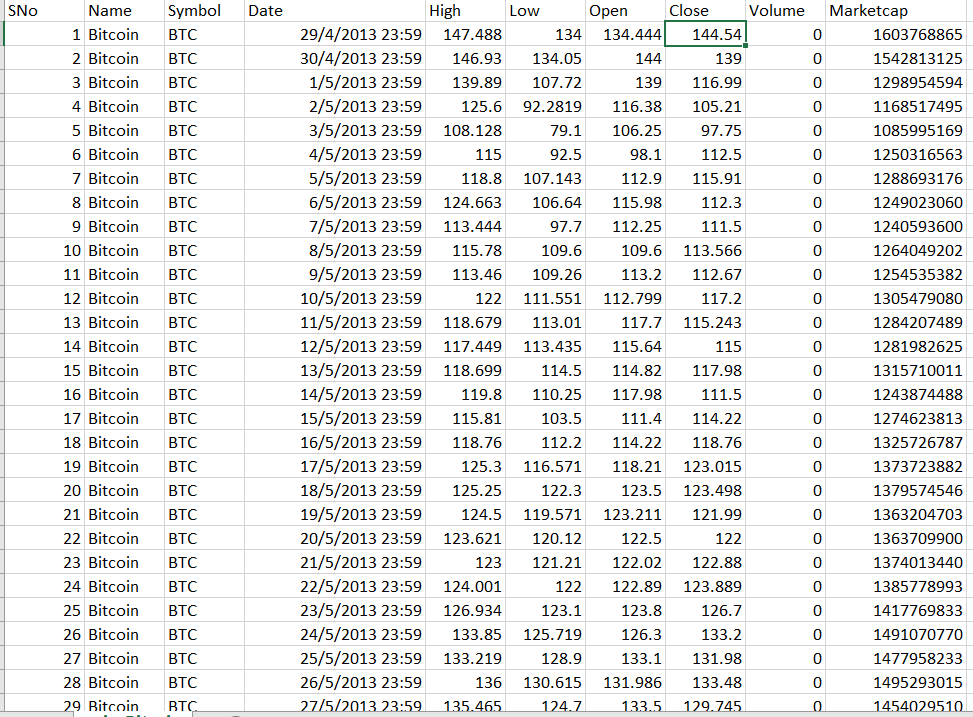 SNo Name Symbol Date High Low Open Close Volume Marketcap
1 Bitcoin BTC 29/4/2013 23:59 147.488 134 134.444 144.54 0 1603768865
2 Bitcoin BTC 30/4/2013 23:59 146.93 134.05 144 139 0 1542813125
3 Bitcoin BTC 1/5/2013 23:59 139.89 107.72 139 116.99 0 1298954594
4 Bitcoin BTC 2/5/2013 23:59 125.6 92.2819 116.38 105.21 0 1168517495
5 Bitcoin BTC 3/5/2013 23:59 108.128 79.1 106.25 97.75 0 1085995169
6 Bitcoin BTC 4/5/2013 23:59 115 92.5 98.1 112.5 0 1250316563
7 Bitcoin BTC 5/5/2013 23:59 118.8 107.143 112.9 115.91 0 1288693176
8 Bitcoin BTC 6/5/2013 23:59 124.663 106.64 115.98 112.3 0 1249023060
9 Bitcoin BTC 7/5/2013 23:59 113.444 97.7 112.25 111.5 0 1240593600
10 Bitcoin BTC 8/5/2013 23:59 115.78 109.6 109.6 113.566 0 1264049202
11 Bitcoin BTC 9/5/2013 23:59 113.46 109.26 113.2 112.67 0 1254535382
12 Bitcoin BTC 10/5/2013 23:59 122 111.551 112.799 117.2 0 1305479080
13 Bitcoin BTC 11/5/2013 23:59 118.679 113.01 117.7 115.243 0 1284207489
14 Bitcoin BTC 12/5/2013 23:59 117.449 113.435 115.64 115 0 1281982625
15 Bitcoin BTC 13/5/2013 23:59 118.699 114.5 114.82 117.98 0 1315710011
16 Bitcoin BTC 14/5/2013 23:59 119.8 110.25 117.98 111.5 0 1243874488
17 Bitcoin BTC 15/5/2013 23:59 115.81 103.5 111.4 114.22 0 1274623813
18 Bitcoin BTC 16/5/2013 23:59 118.76 112.2 114.22 118.76 0 1325726787
19 Bitcoin BTC 17/5/2013 23:59 125.3 116.571 118.21 123.015 0 1373723882
20 Bitcoin BTC 18/5/2013 23:59 125.25 122.3 123.5 123.498 0 1379574546
21 Bitcoin BTC 19/5/2013 23:59 124.5 119.571 123.211 121.99 0 1363204703
22 Bitcoin BTC 20/5/2013 23:59 123.621 120.12 122.5 122 0 1363709900
23 Bitcoin BTC 21/5/2013 23:59 123 121.21 122.02 122.88 0 1374013440
24 Bitcoin BTC 22/5/2013 23:59 124.001 122 122.89 123.889 0 1385778993
25 Bitcoin BTC 23/5/2013 23:59 126.934 123.1 123.8 126.7 0 1417769833
26 Bitcoin BTC 24/5/2013 23:59 133.85 125.719 126.3 133.2 0 1491070770
27 Bitcoin BTC 25/5/2013 23:59 133.219 128.9 133.1 131.98 0 1477958233
28 Bitcoin BTC 26/5/2013 23:59 136 130.615 131.986 133.48 0 1495293015
29 Bitcoin BTC 27/5/2013 23:59 135.465 124.7 133.5 129.745 0 1454029510